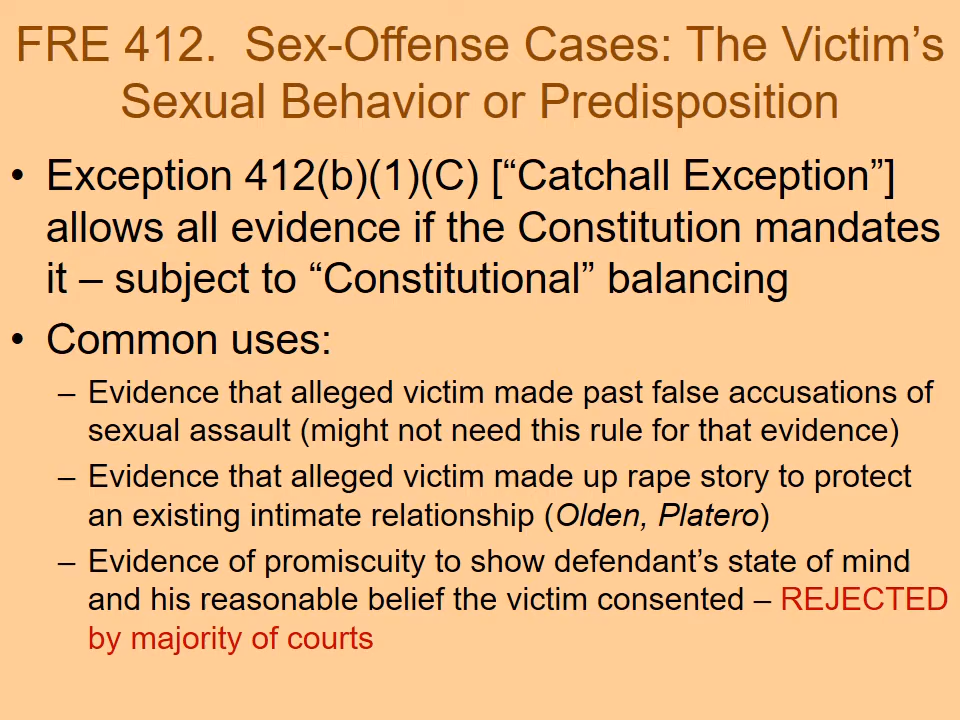 FRE 412.  Sex-Offense Cases: The Victim’s
Sexual Behavior or Predisposition
• Exception 412(b)(1)(C) [“Catchall Exception”]
allows all evidence if the Constitution mandates
it – subject to “Constitutional” balancing
• Common uses:
– Evidence that alleged victim made past false accusations of
sexual assault (might not need this rule for that evidence)
– Evidence that alleged victim made up rape story to protect
an existing intimate relationship (Olden, Platero)
– Evidence of promiscuity to show defendant’s state of mind
and his reasonable belief the victim consented – REJECTED
by majority of courts